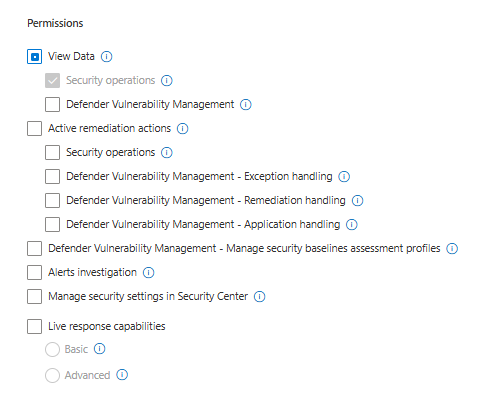 Permissions
View Data
Security operations
Defender Vulnerability Management
Active remediation actions
Security operations
Defender Vulnerability Management - Exception handling
Defender Vulnerability Management - Remediation handling
Defender Vulnerability Management - Application handling
Defender Vulnerability Management - Manage security baselines assessment profiles
Alerts investigation
Manage security settings in Security Center
Live response capabilities
Basic
Advanced